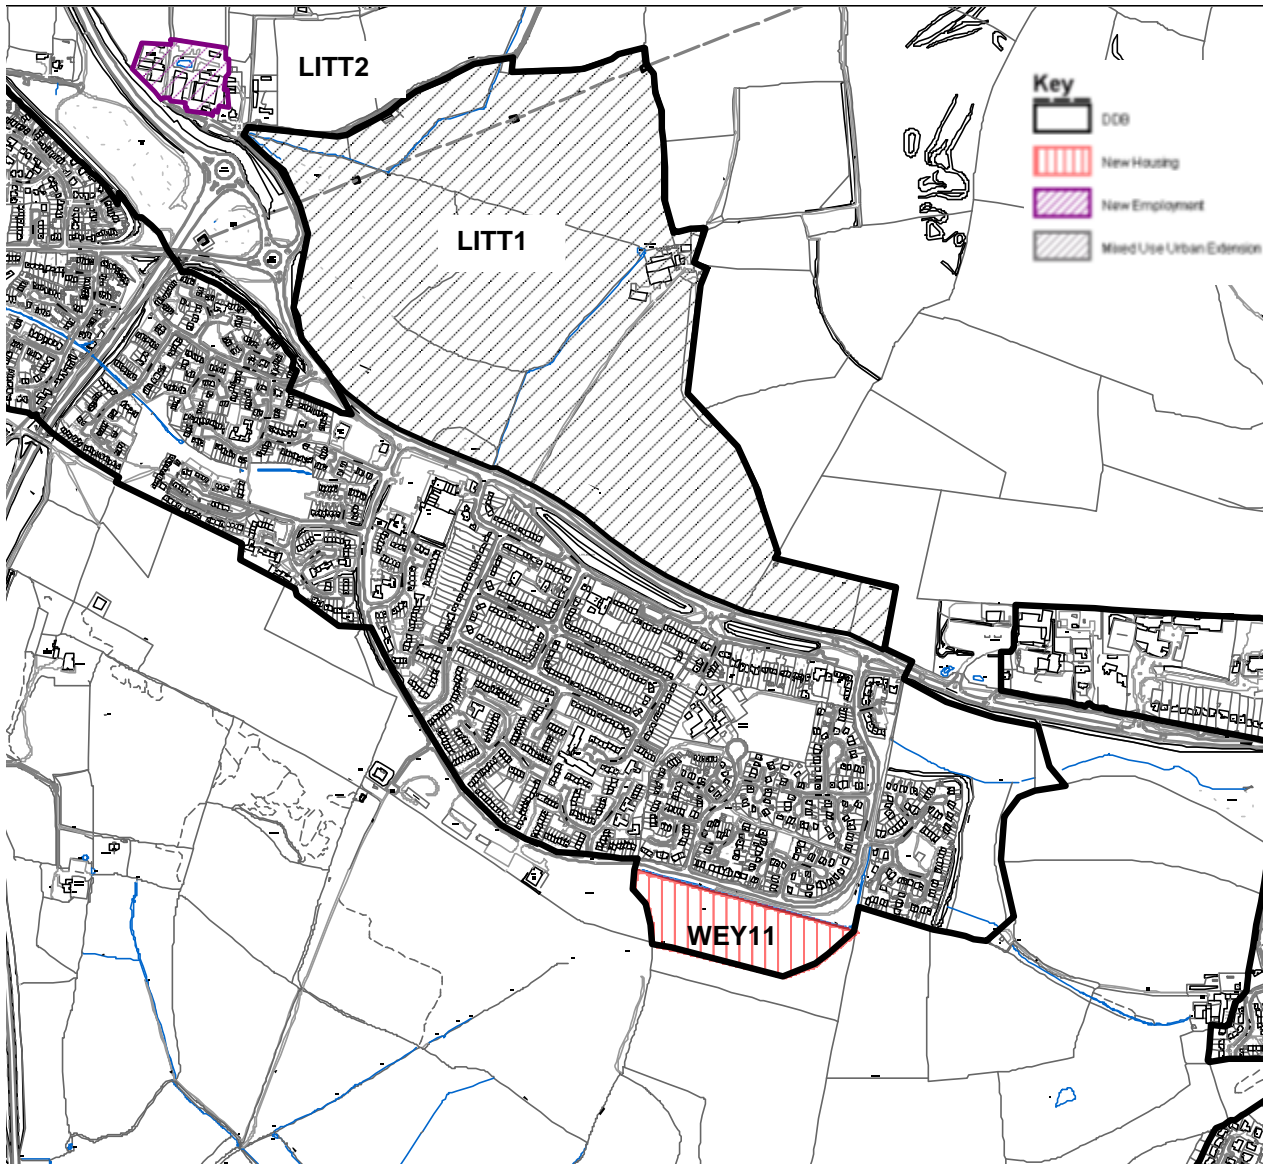 LITT2
Key
DDB
New Housing
New Employment
Mixed Use Urban Extension
LITT1
WEY11